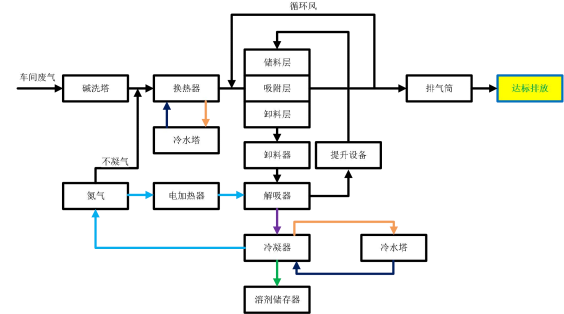 循环风
储料层
车间废气
碱洗塔
换热器
吸附层
排气筒
达标排放
卸料层
冷水塔
不凝气
卸料器
提升设备
氮气
电加热器
解吸器
冷凝器
冷水塔
溶剂储存器